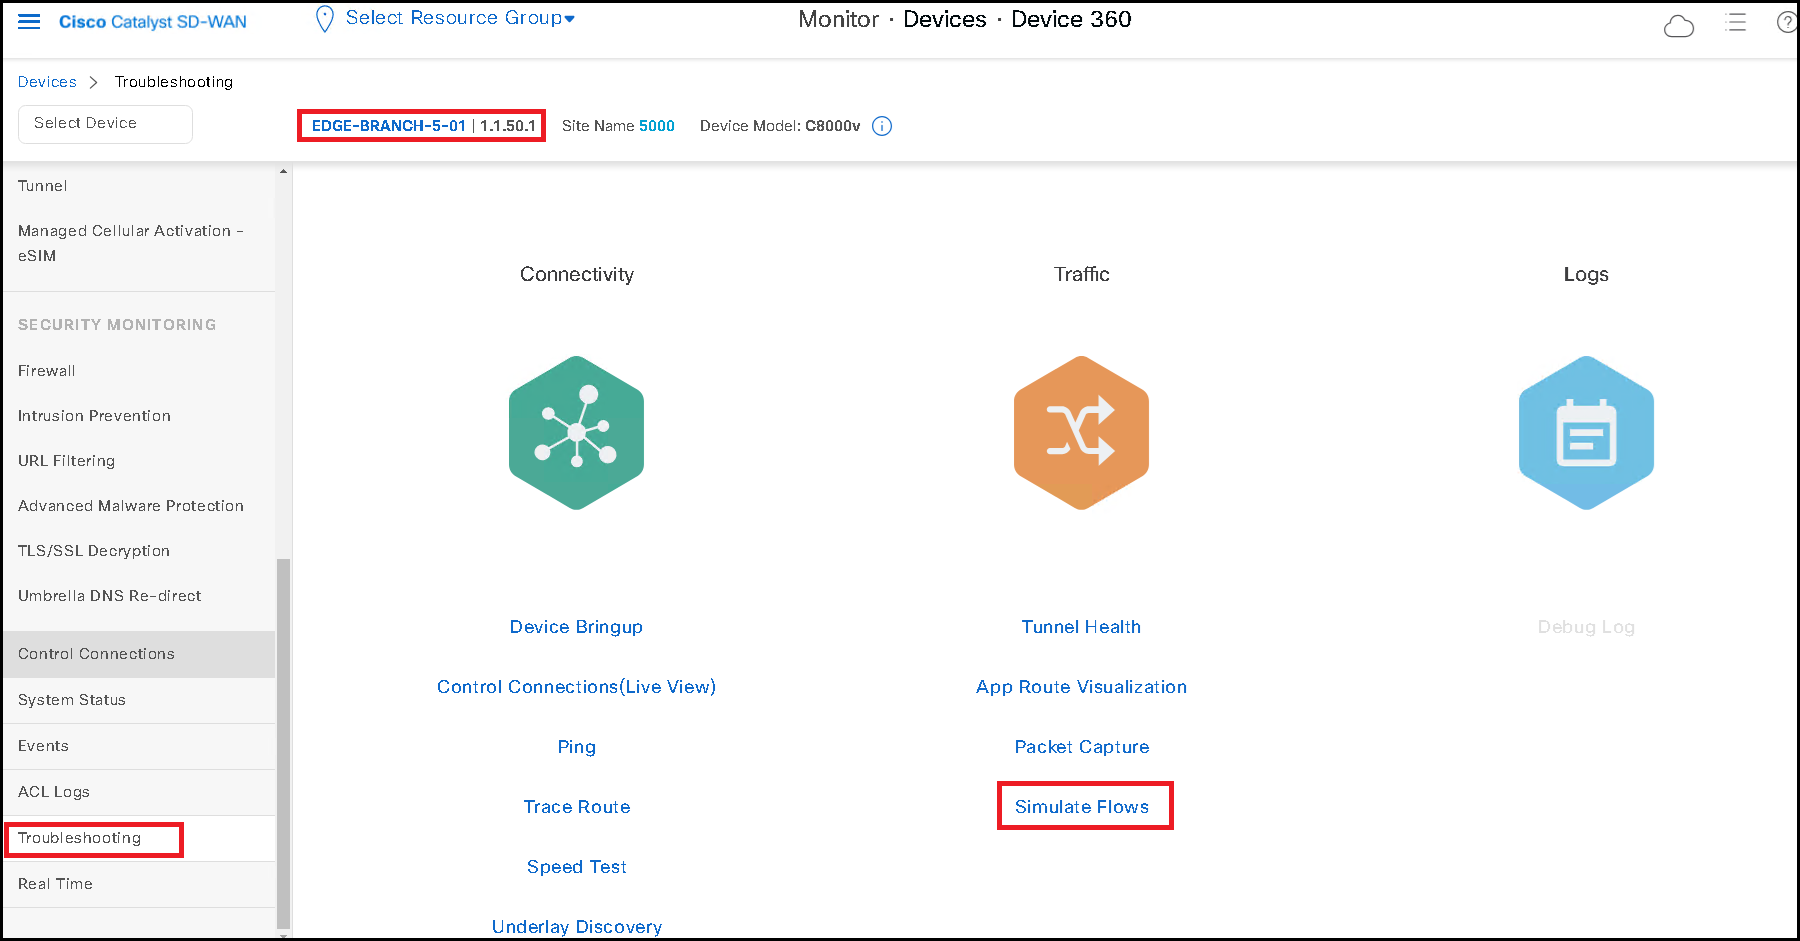 Cisco Catalyst SD-WAN
Select Resource Group
Monitor · Devices · Device 360
?
Devices
Troubleshooting
Select Device
EDGE-BRANCH-5-01 | 1.1.50.1
Site Name 5000
Device Model: C8000v
i
Tunnel
Managed Cellular Activation -
eSIM
SECURITY MONITORING
Firewall
Intrusion Prevention
URL Filtering
Advanced Malware Protection
TLS/SSL Decryption
Umbrella DNS Re-direct
Control Connections
System Status
Events
ACL Logs
Troubleshooting
Real Time
Connectivity
Device Bringup
Control Connections(Live View)
Ping
Trace Route
Speed Test
Underlay Discovery
Traffic
Tunnel Health
App Route Visualization
Packet Capture
Simulate Flows
Logs
Debug Log